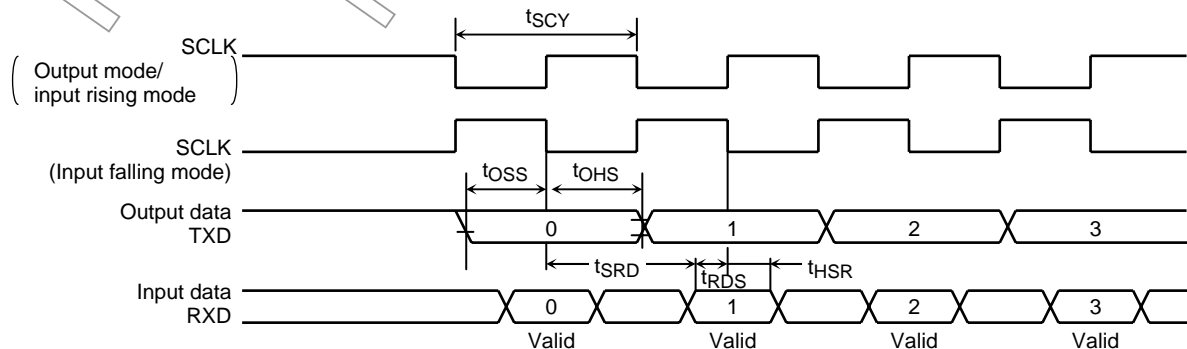 tSCY
SCLK
Output mode/
input rising mode
SCLK
(Input falling mode)
tOSS
tOHS
Output data
TXD
0
1
2
3
tSRD
tRDS
tHSR
Input data
RXD
0
1
2
3
Valid
Valid
Valid
Valid